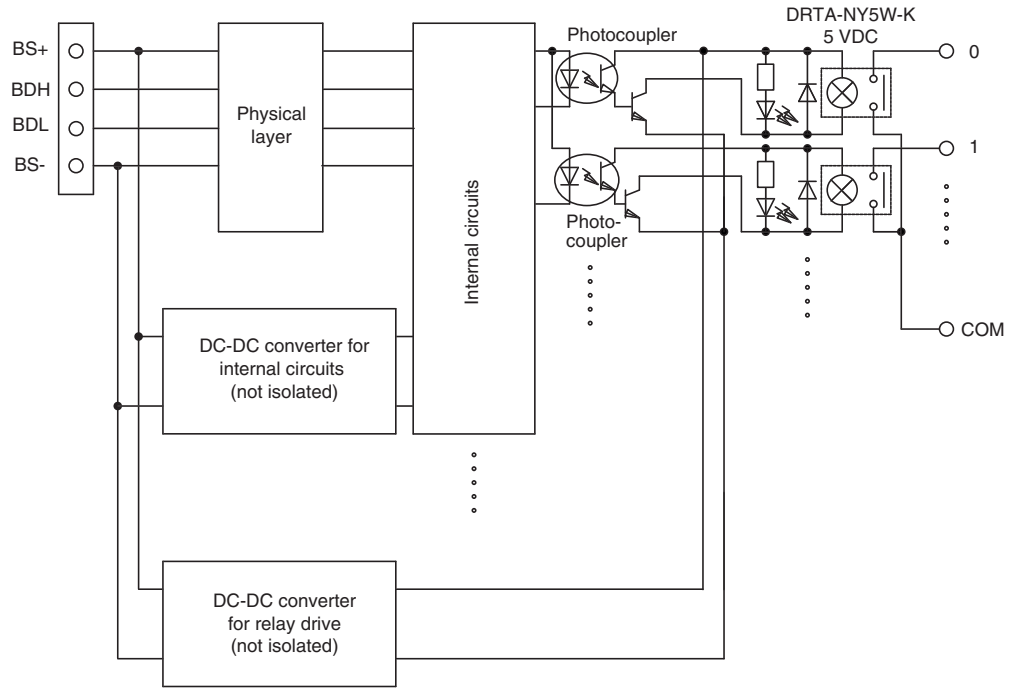 DRTA-NY5W-K
5 VDC
Photocoupler
BS+
BDH
BDL
BS-
Physical
layer
Internal circuits
0
1
Photo-
coupler
COM
DC-DC converter for
internal circuits
(not isolated)
DC-DC converter
for relay drive
(not isolated)